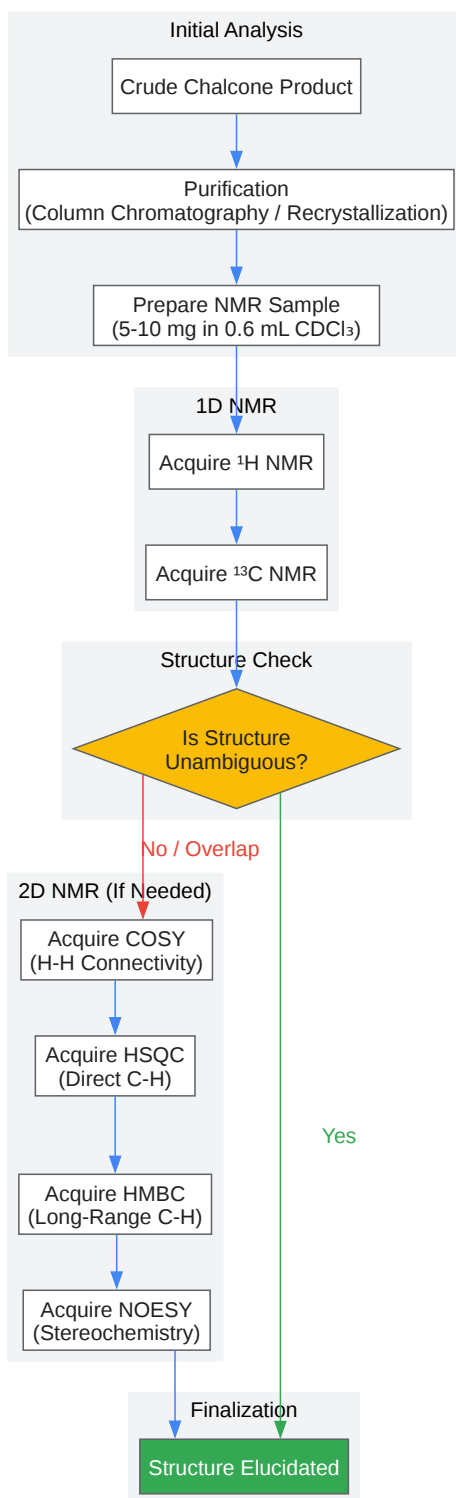 Initial Analysis
Crude Chalcone Product
Purification
(Column Chromatography / Recrystallization)
Prepare NMR Sample
(5-10 mg in 0.6 mL CDCl₃)
1D NMR
Acquire ¹H NMR
Acquire ¹³C NMR
Structure Check
Is Structure
Unambiguous?
No / Overlap
2D NMR (If Needed)
Acquire COSY
(H-H Connectivity)
Acquire HSQC
(Direct C-H)
Yes
Acquire HMBC
(Long-Range C-H)
Acquire NOESY
(Stereochemistry)
Finalization
Structure Elucidated